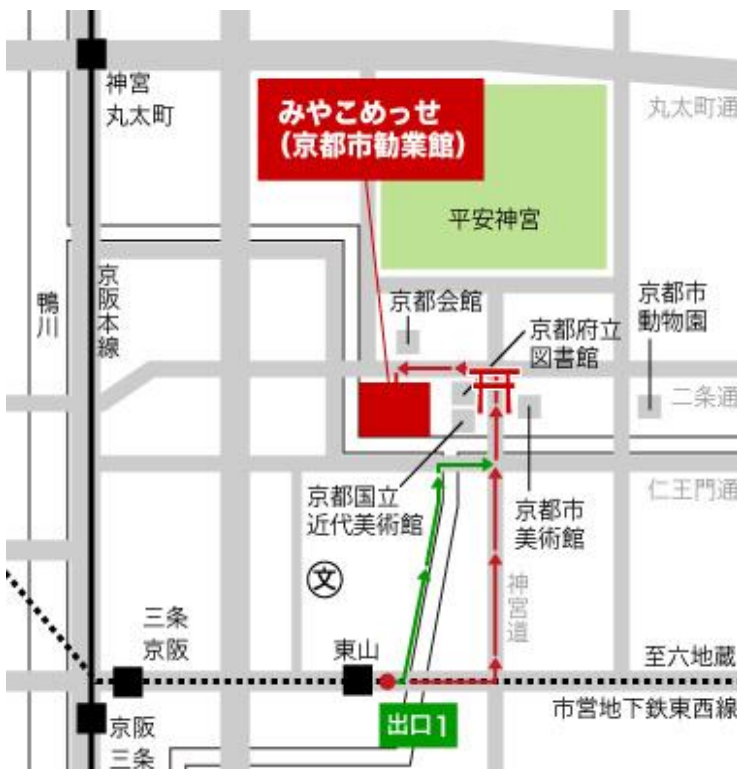 神宮
丸太町
丸太町通
みやこめっせ
(京都市勧業館)
平安神宮
京阪本線
鴨川
京都会館
京都府立
図書館
京都市
動物園
二条通
京都国立
近代美術館
京都市
美術館
仁王門通
文
神宮道
三条
京阪
東山
至六地蔵
市営地下鉄東西線
出口1
京阪
三条